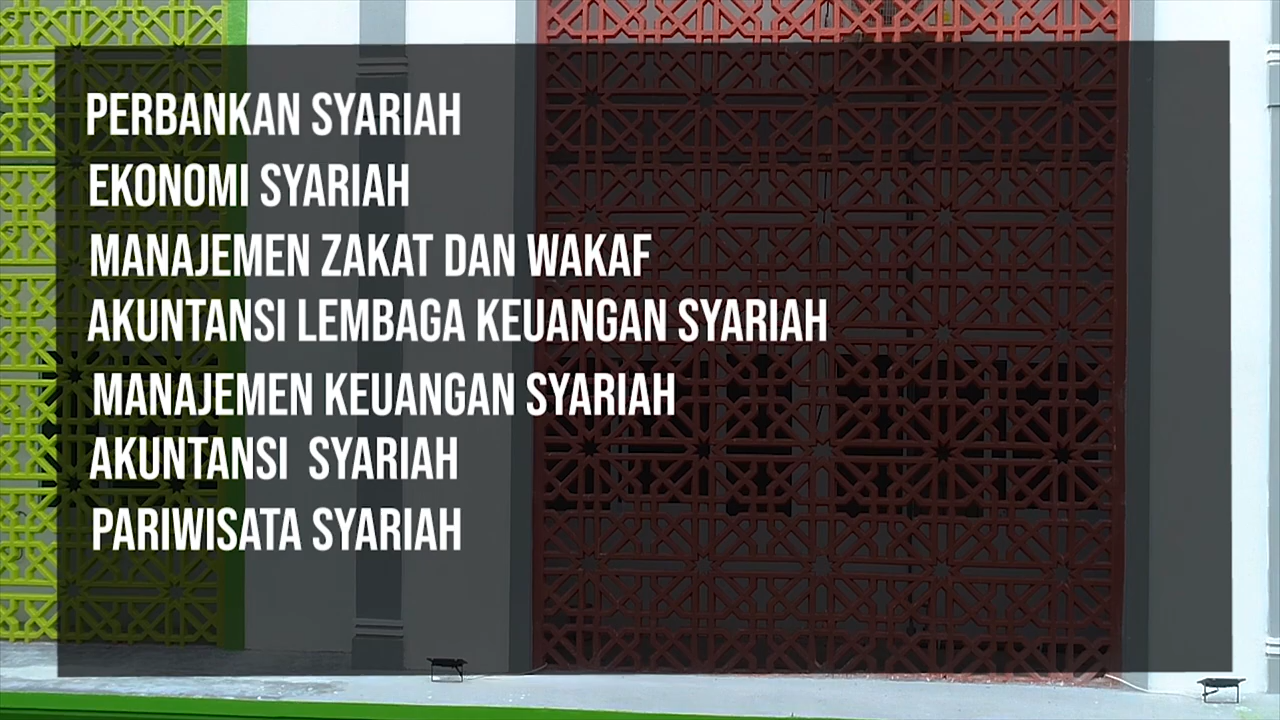 PERBANKAN SYARIAH
EKONOMI SYARIAH
MANAJEMEN ZAKAT DAN WAKAF
AKUNTANSI LEMBAGA KEUANGAN SYARIAH
MANAJEMEN KEUANGAN SYARIAH
AKUNTANSI SYARIAH
PARIWISATA SYARIAH